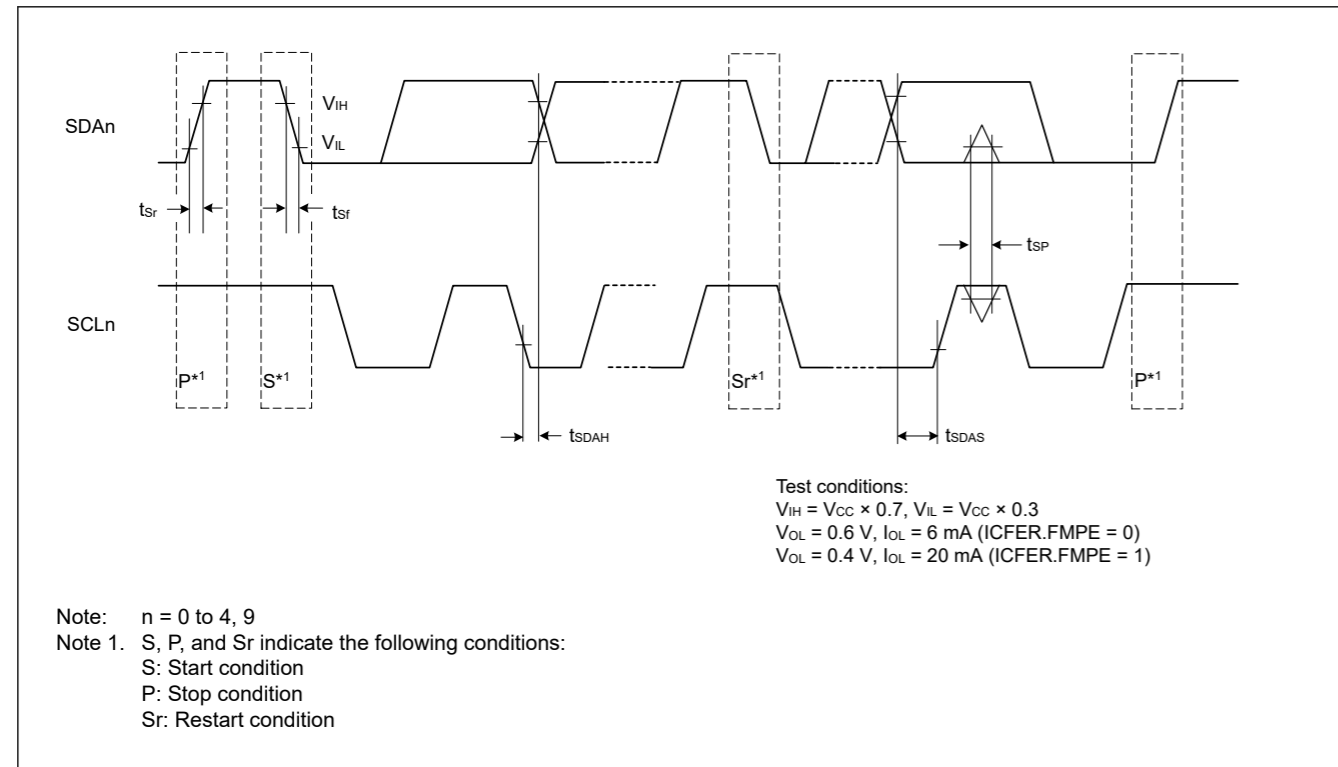 SDAn
VIH
VIL
tSr
tSf
tSP
SCLn
P*1
S*1
Sr*1
P*1
tSDAH
tSDAS
Test conditions:
VIH = VCC × 0.7, VIL = VCC × 0.3
VOL = 0.6 V, IOL = 6 mA (ICFER.FMPE = 0)
VOL = 0.4 V, IOL = 20 mA (ICFER.FMPE = 1)
Note: n = 0 to 4, 9
Note 1. S, P, and Sr indicate the following conditions:
S: Start condition
P: Stop condition
Sr: Restart condition